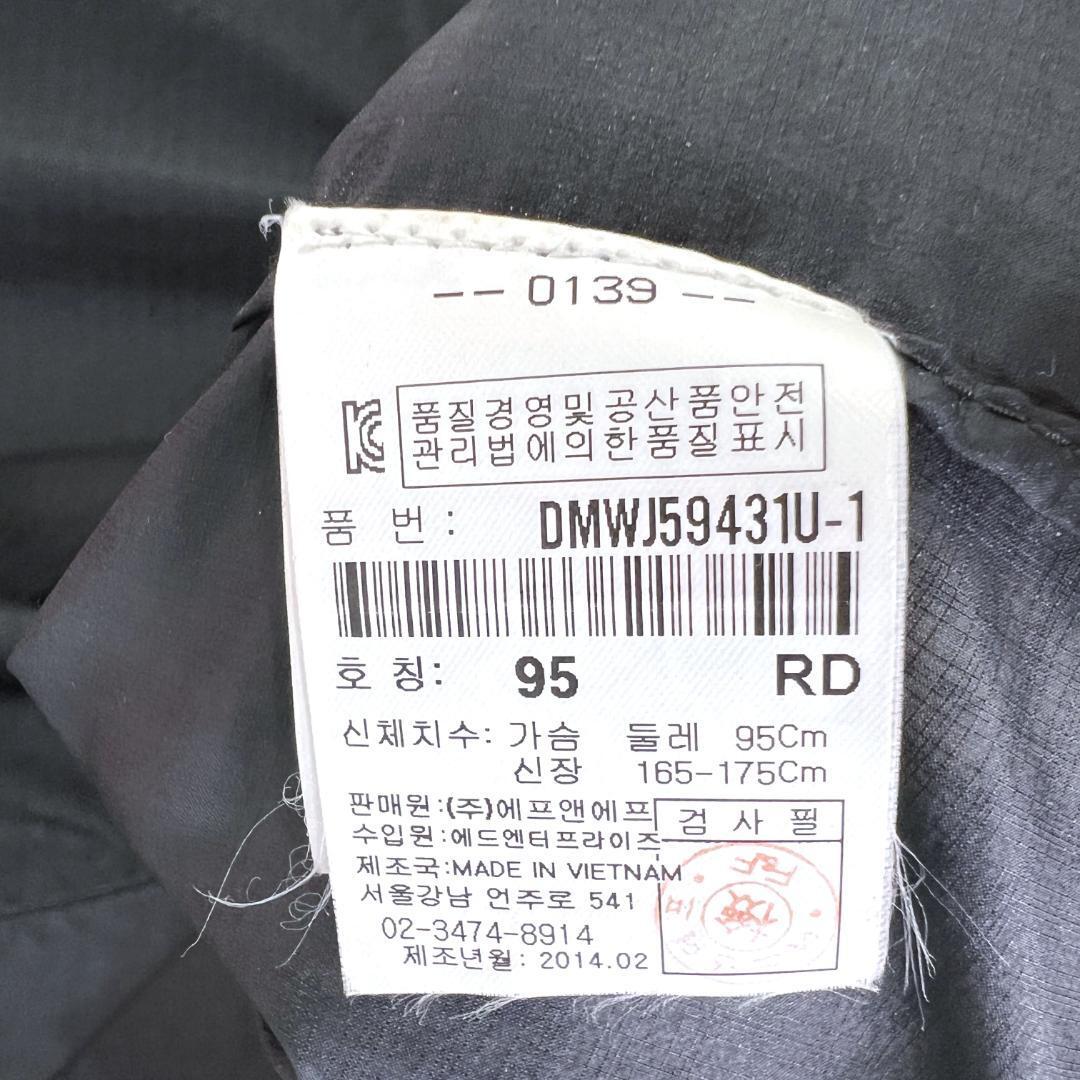 -- 0139 --
품질경영및공산품안전
관리법에의한품질표시
품 번 : DMWJ59431U-1
호 칭: 95 RD
신체치수: 가슴 둘레 95Cm
신장 165-175Cm
판매원:(주)에프앤에프
수입원:에드엔터프라이즈
검 사 필
제조국:MADE IN VIETNAM
서울강남 언주로 541
02-3474-8914
제조년월: 2014.02